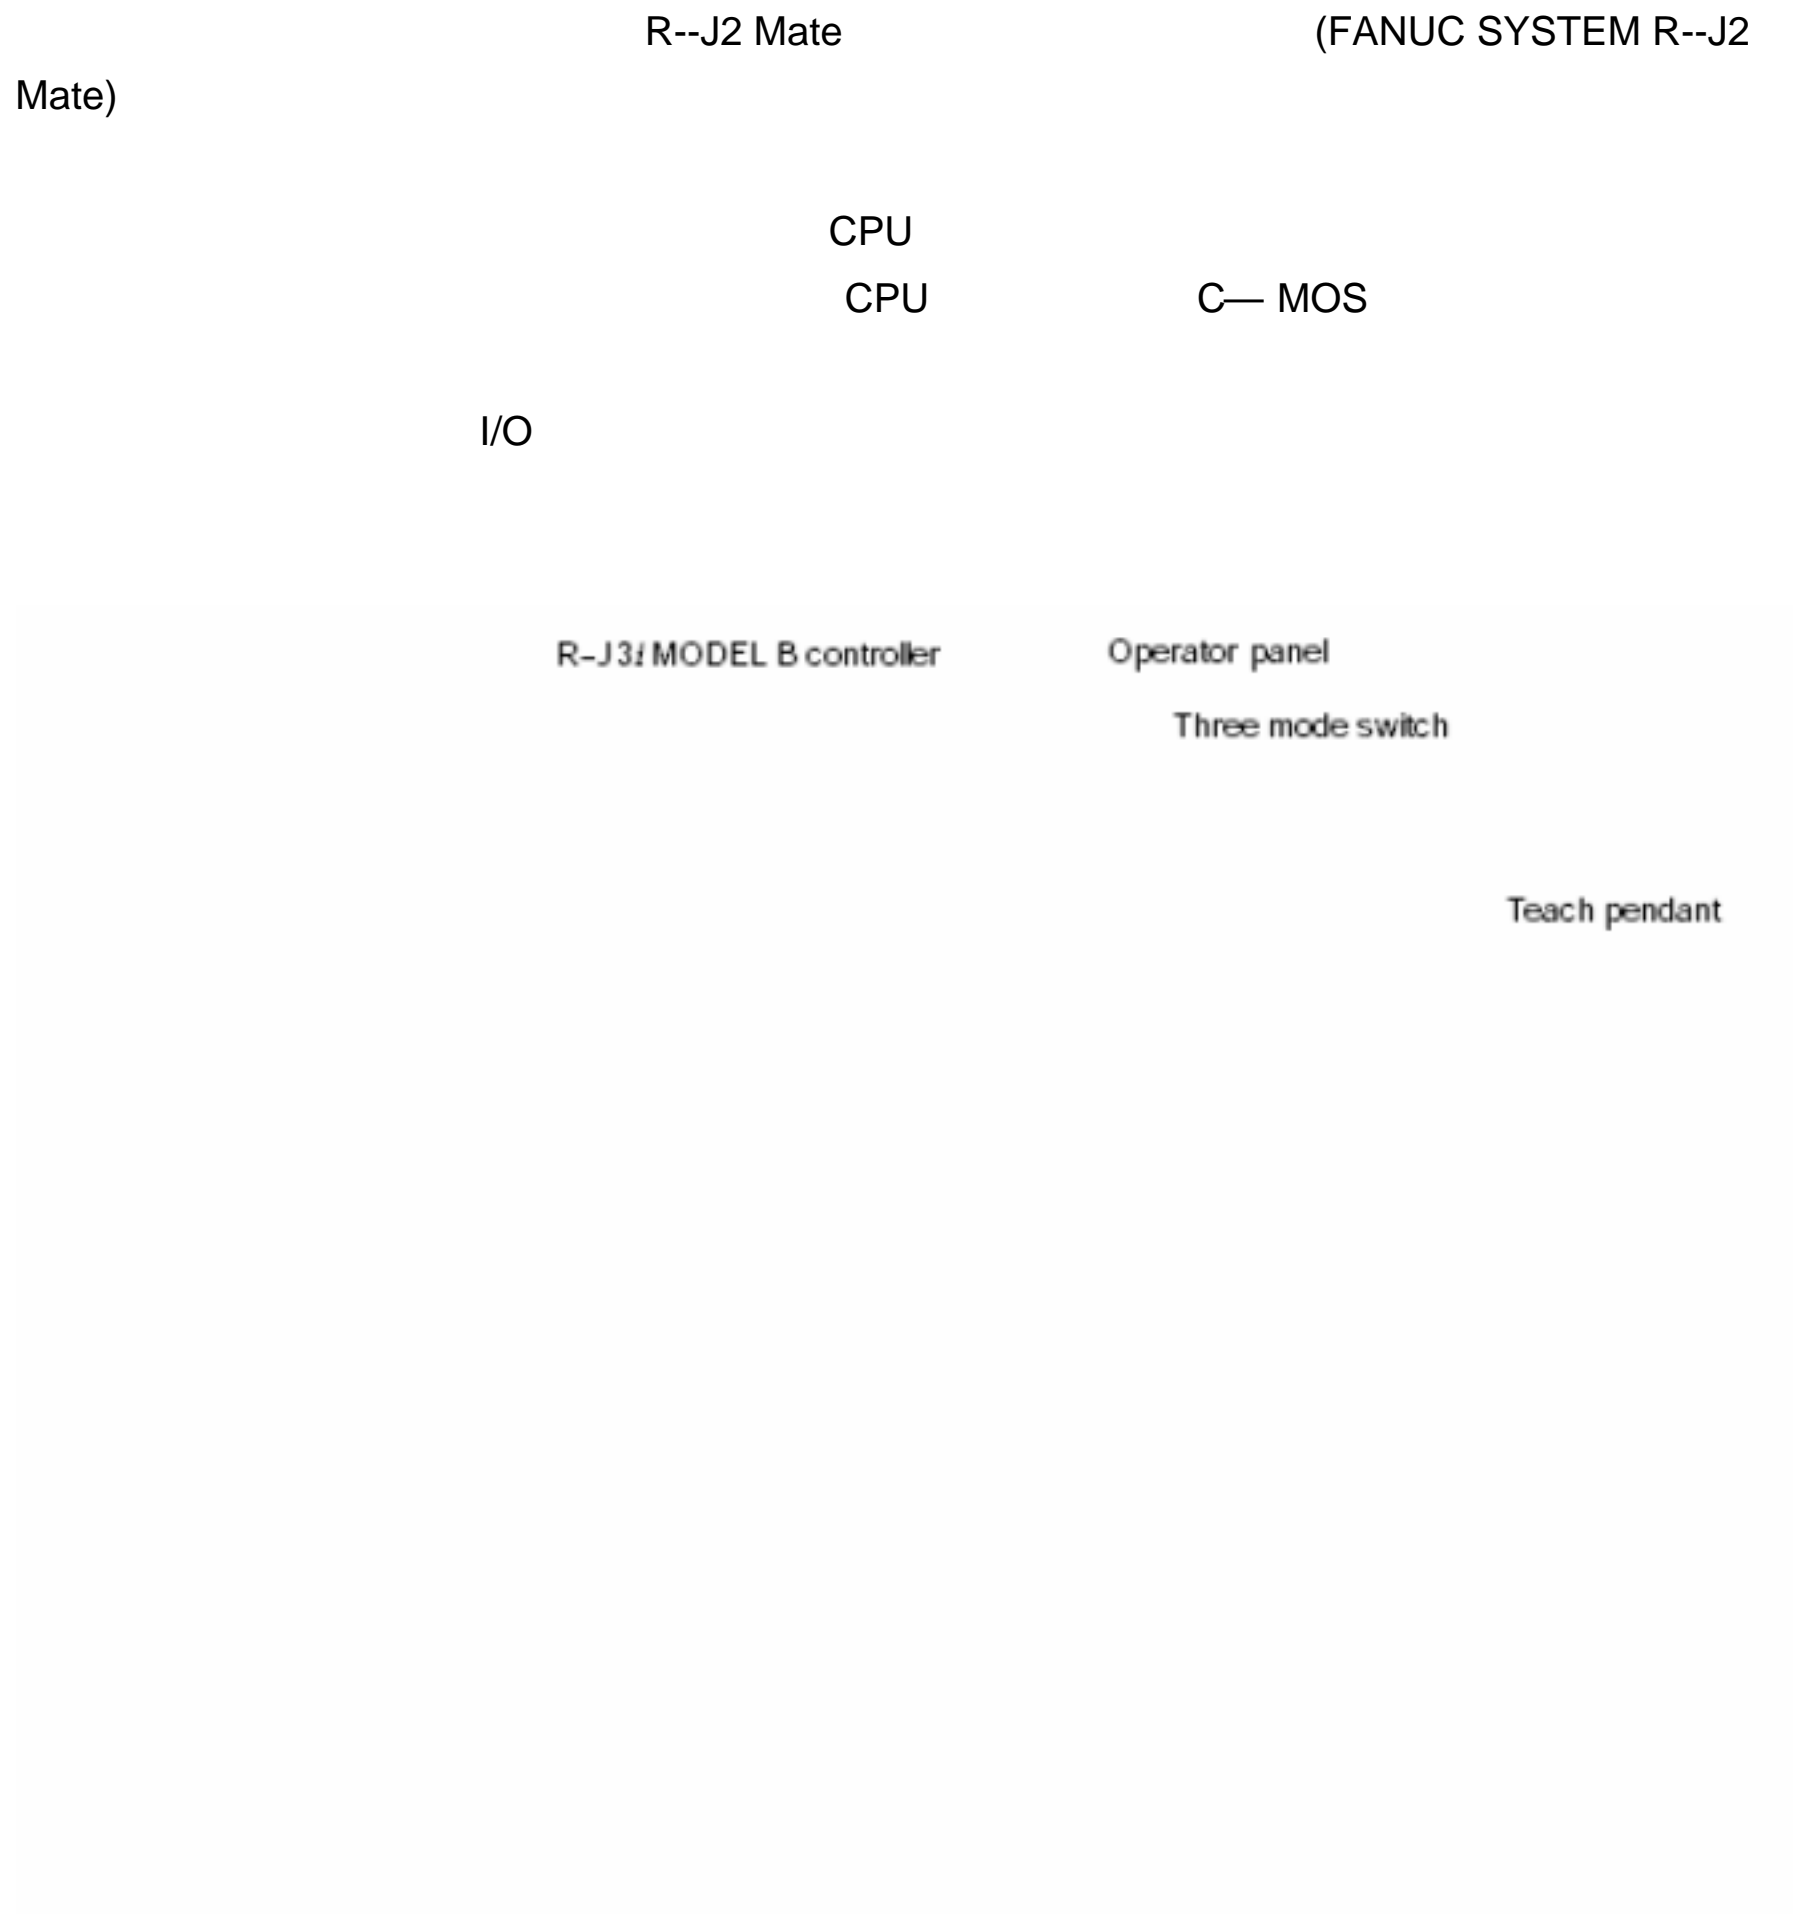 R--J2 Mate (FANUC SYSTEM R--J2
Mate)
CPU
CPU C— MOS
I/O
R-J3i MODEL B controller Operator panel
Three mode switch
Teach pendant